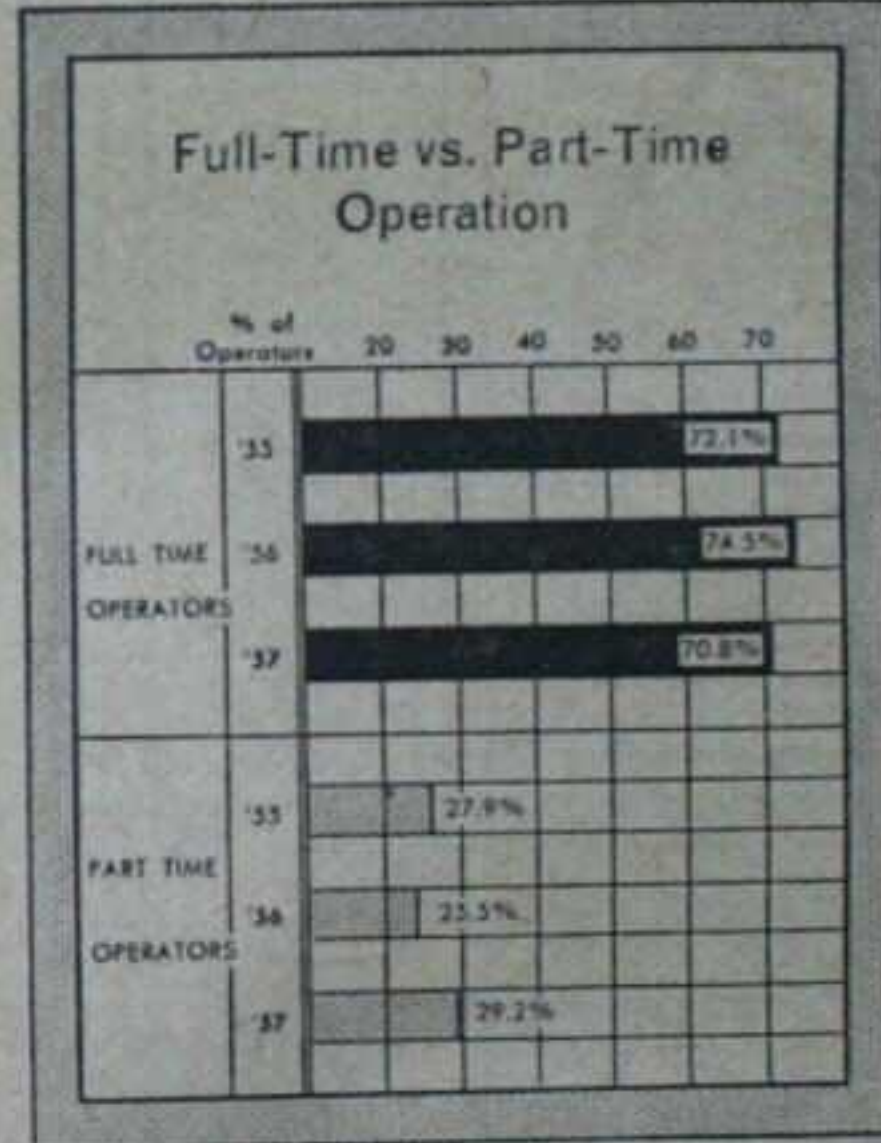 Full-Time vs. Part-Time
Operation
% of
Operators 20 30 40 50 60 70
'55 72.1%
FULL TIME '56 74.5%
OPERATORS
'57 70.8%
'55 27.9%
PART TIME
'56 25.5%
OPERATORS
'57 29.2%